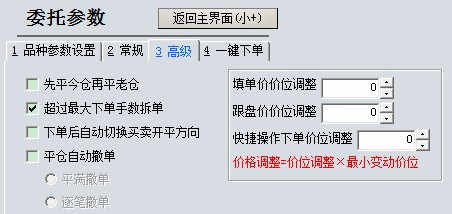 委托参数
返回主界面(小+)
1 品种参数设置 2 常规 3 高级 4 一键下单
先平今仓再平老仓
超过最大下单手数拆单
下单后自动切换买卖开平方向
平仓自动撤单
平满撤单
逐笔撤单
填单价价位调整 0
跟盘价价位调整 0
快捷操作下单价位调整 0
价格调整=价位调整×最小变动价位